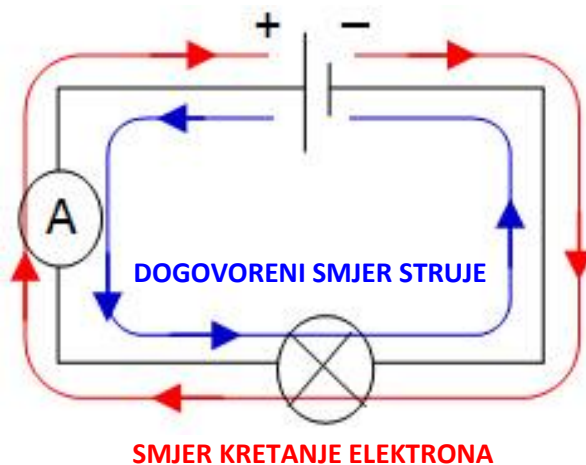 + −
A
DOGOVORENI SMJER STRUJE
SMJER KRETANJE ELEKTRONA